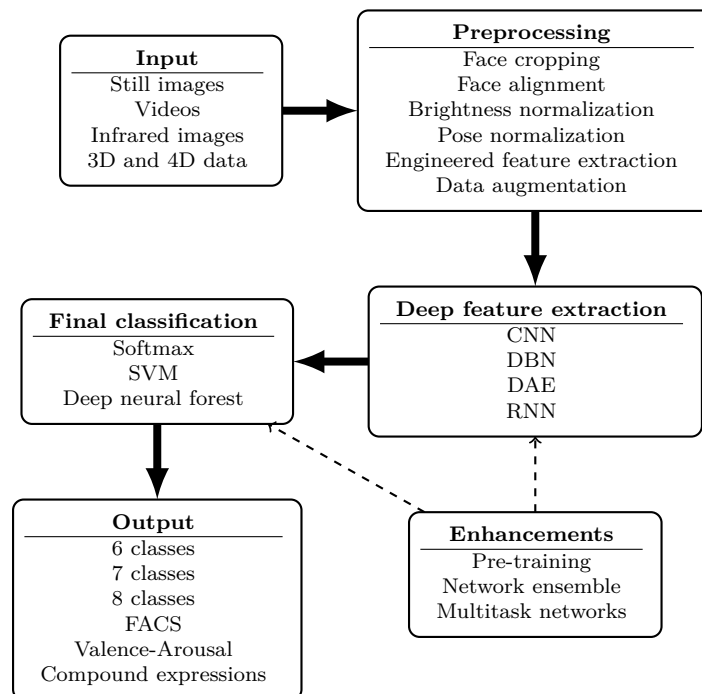 Input
Still images
Videos
Infrared images
3D and 4D data
Preprocessing
Face cropping
Face alignment
Brightness normalization
Pose normalization
Engineered feature extraction
Data augmentation
Deep feature extraction
CNN
DBN
DAE
RNN
Final classification
Softmax
SVM
Deep neural forest
Output
6 classes
7 classes
8 classes
FACS
Valence-Arousal
Compound expressions
Enhancements
Pre-training
Network ensemble
Multitask networks